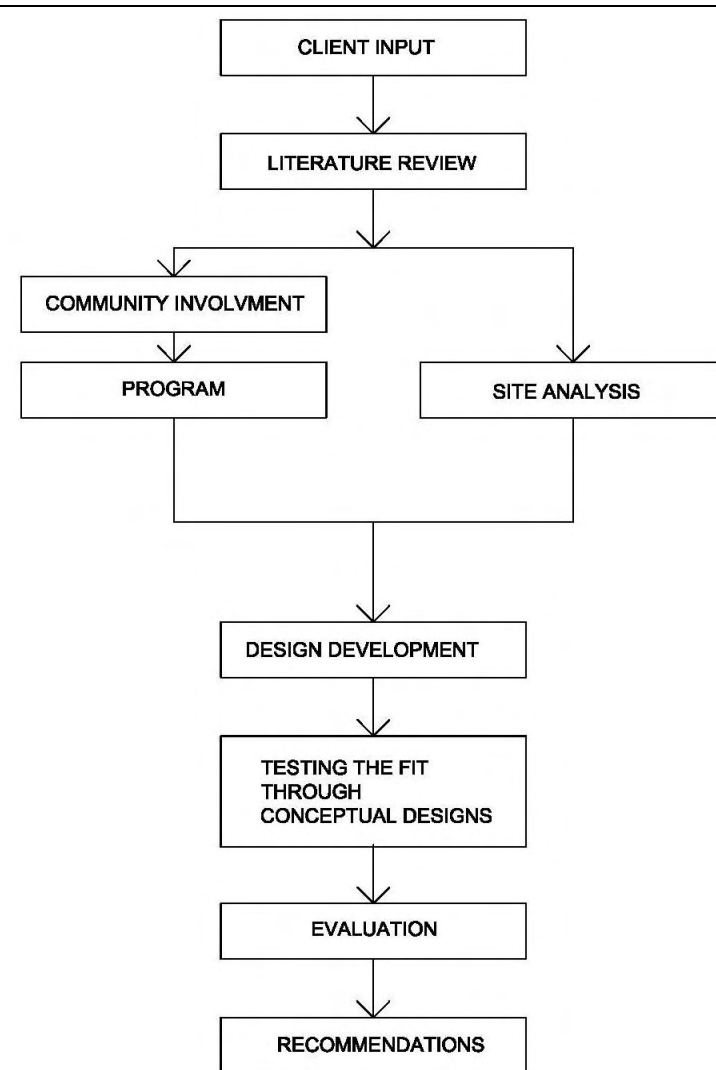 CLIENT INPUT
LITERATURE REVIEW
COMMUNITY INVOLVMENT
PROGRAM
SITE ANALYSIS
DESIGN DEVELOPMENT
TESTING THE FIT
THROUGH
CONCEPTUAL DESIGNS
EVALUATION
RECOMMENDATIONS